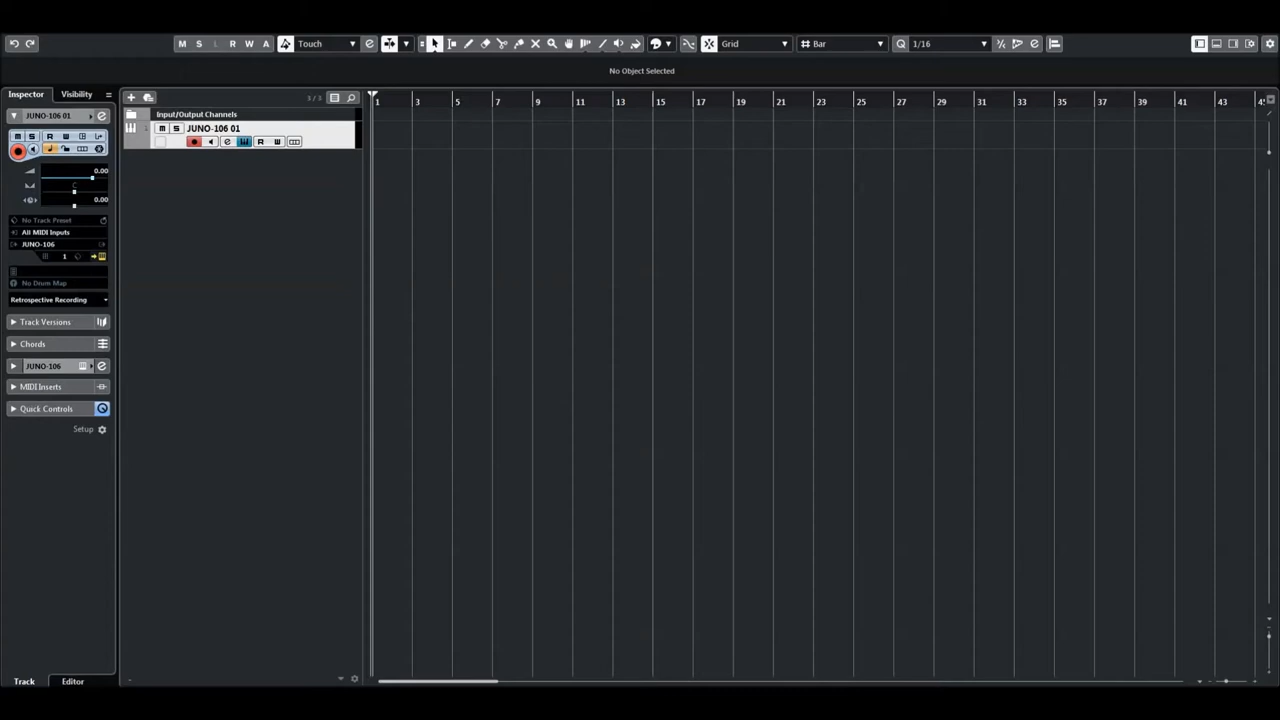 M S L R W A Touch Grid Bar Q 1/16
No Object Selected
Inspector Visibility
3 / 3
1 3 5 7 9 11 13 15 17 19 21 23 25 27 29 31 33 35 37 39 41 43
JUNO-106 01
Input/Output Channels
1 M S JUNO-106 01
M S R W
R W
0.00
C
0.00
No Track Preset
All MIDI Inputs
JUNO-106
1
No Drum Map
Retrospective Recording
Track Versions
Chords
JUNO-106
MIDI Inserts
Quick Controls
Setup
Track Editor